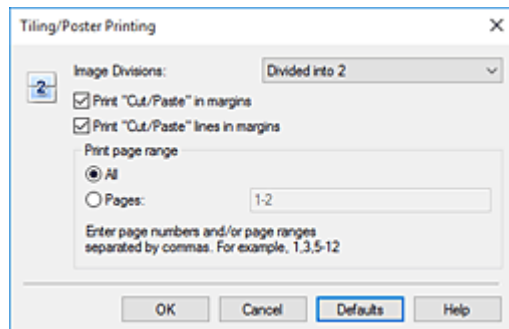 Tiling/Poster Printing
Image Divisions: Divided into 2
2
Print "Cut/Paste" in margins
Print "Cut/Paste" lines in margins
Print page range
All
Pages: 1-2
Enter page numbers and/or page ranges
separated by commas. For example, 1,3,5-12
OK Cancel Defaults Help